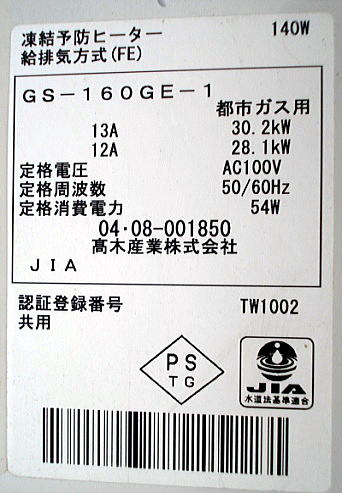 凍結予防ヒーター 140W
給排気方式(FE)
GS-160GE-1
都市ガス用
13A 30.2kW
12A 28.1kW
定格電圧 AC100V
定格周波数 50/60Hz
定格消費電力 54W
04・08-001850
髙木産業株式会社
JIA
認証登録番号 TW1002
共用
PS
TG
JIA
水道法基準適合